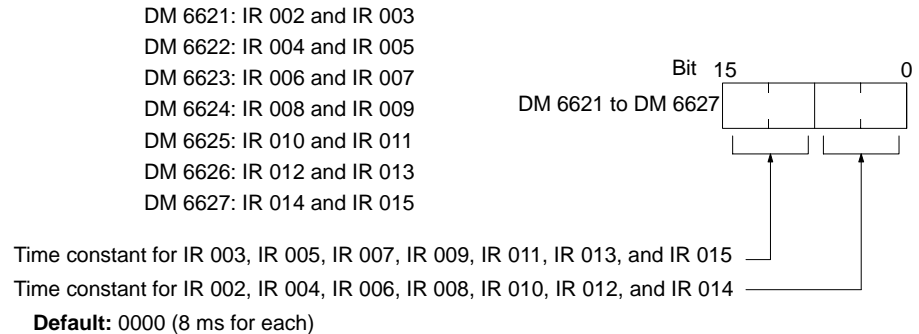 DM 6621: IR 002 and IR 003
DM 6622: IR 004 and IR 005
DM 6623: IR 006 and IR 007
DM 6624: IR 008 and IR 009
DM 6625: IR 010 and IR 011
DM 6626: IR 012 and IR 013
DM 6627: IR 014 and IR 015
Bit 15 0
DM 6621 to DM 6627
Time constant for IR 003, IR 005, IR 007, IR 009, IR 011, IR 013, and IR 015
Time constant for IR 002, IR 004, IR 006, IR 008, IR 010, IR 012, and IR 014
Default: 0000 (8 ms for each)